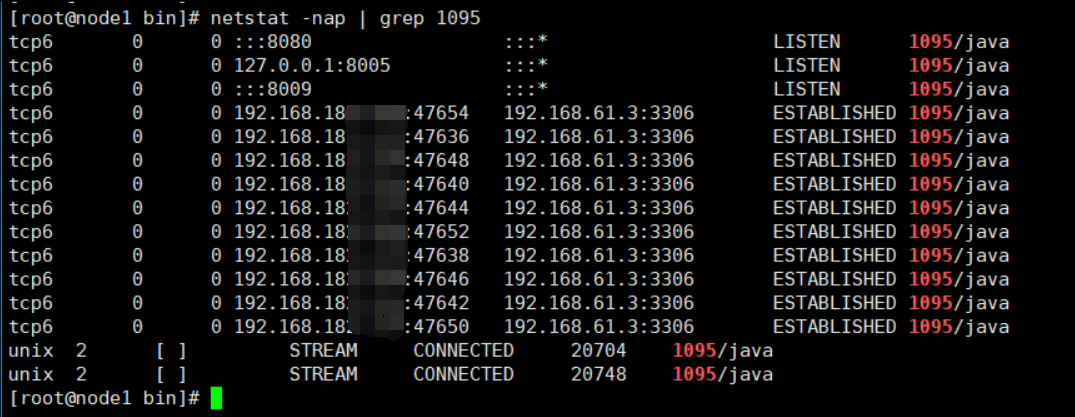 [root@node1 bin]# netstat -nap | grep 1095
tcp6 0 0 :::8080 :::* LISTEN 1095/java
tcp6 0 0 127.0.0.1:8005 :::* LISTEN 1095/java
tcp6 0 0 :::8009 :::* LISTEN 1095/java
tcp6 0 0 192.168.18 :47654 192.168.61.3:3306 ESTABLISHED 1095/java
tcp6 0 0 192.168.18 :47636 192.168.61.3:3306 ESTABLISHED 1095/java
tcp6 0 0 192.168.18 :47648 192.168.61.3:3306 ESTABLISHED 1095/java
tcp6 0 0 192.168.18 :47640 192.168.61.3:3306 ESTABLISHED 1095/java
tcp6 0 0 192.168.18 :47644 192.168.61.3:3306 ESTABLISHED 1095/java
tcp6 0 0 192.168.18 :47652 192.168.61.3:3306 ESTABLISHED 1095/java
tcp6 0 0 192.168.18 :47638 192.168.61.3:3306 ESTABLISHED 1095/java
tcp6 0 0 192.168.18 :47646 192.168.61.3:3306 ESTABLISHED 1095/java
tcp6 0 0 192.168.18 :47642 192.168.61.3:3306 ESTABLISHED 1095/java
tcp6 0 0 192.168.18 :47650 192.168.61.3:3306 ESTABLISHED 1095/java
unix 2 [ ] STREAM CONNECTED 20704 1095/java
unix 2 [ ] STREAM CONNECTED 20748 1095/java
[root@node1 bin]#